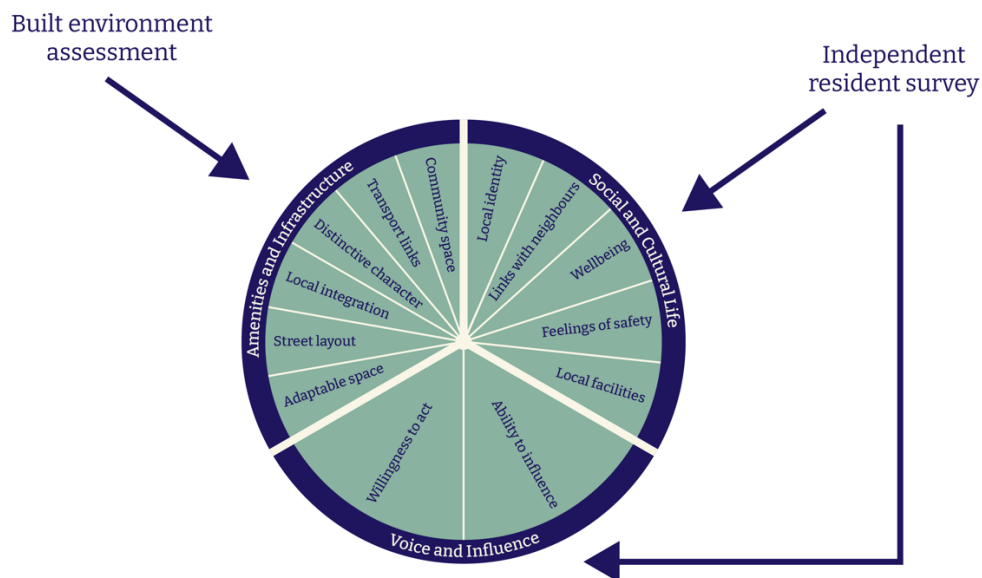 Built environment
assessment
Independent
resident survey
Amenities and Infrastructure
Community space
Transport links
Distinctive character
Local integration
Street layout
Adaptable space
Social and Cultural Life
Local identity
Links with neighbours
Wellbeing
Feelings of safety
Local facilities
Willingness to act
Ability to influence
Voice and Influence